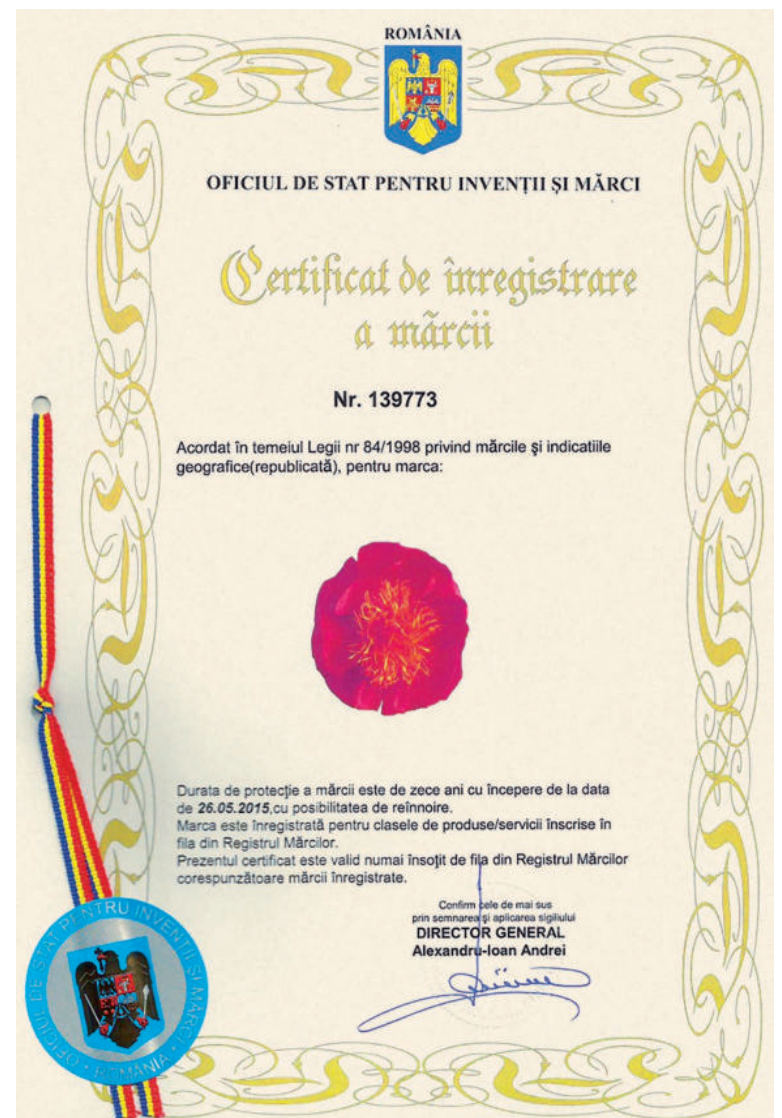 ROMÂNIA
OFICIUL DE STAT PENTRU INVENȚII ȘI MĂRCI
Certificat de înregistrare
a mărcii
Nr. 139773
Acordat în temeiul Legii nr 84/1998 privind mărcile şi indicatiile
geografice(republicată), pentru marca:
Durata de protecţie a mărcii este de zece ani cu începere de la data
de 26.05.2015,cu posibilitatea de reînnoire.
Marca este înregistrată pentru clasele de produse/servicii înscrise în
fila din Registrul Mărcilor.
Prezentul certificat este valid numai însoţit de fila din Registrul Mărcilor
corespunzătoare mărcii înregistrate.
Confirm cele de mai sus
prin semnarea şi aplicarea sigiliului
DIRECTOR GENERAL
Alexandru-Ioan Andrei
OFICIUL DE STAT PENTRU INVENȚII ȘI MĂRCI · ROMÂNIA ·